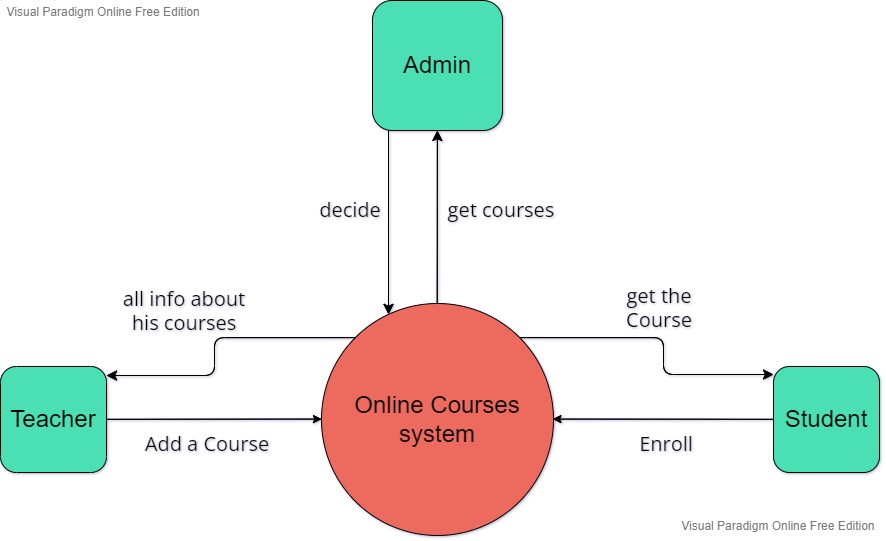 Visual Paradigm Online Free Edition
Admin
decide
get courses
all info about
his courses
get the
Course
Teacher
Online Courses
system
Student
Add a Course
Enroll
Visual Paradigm Online Free Edition